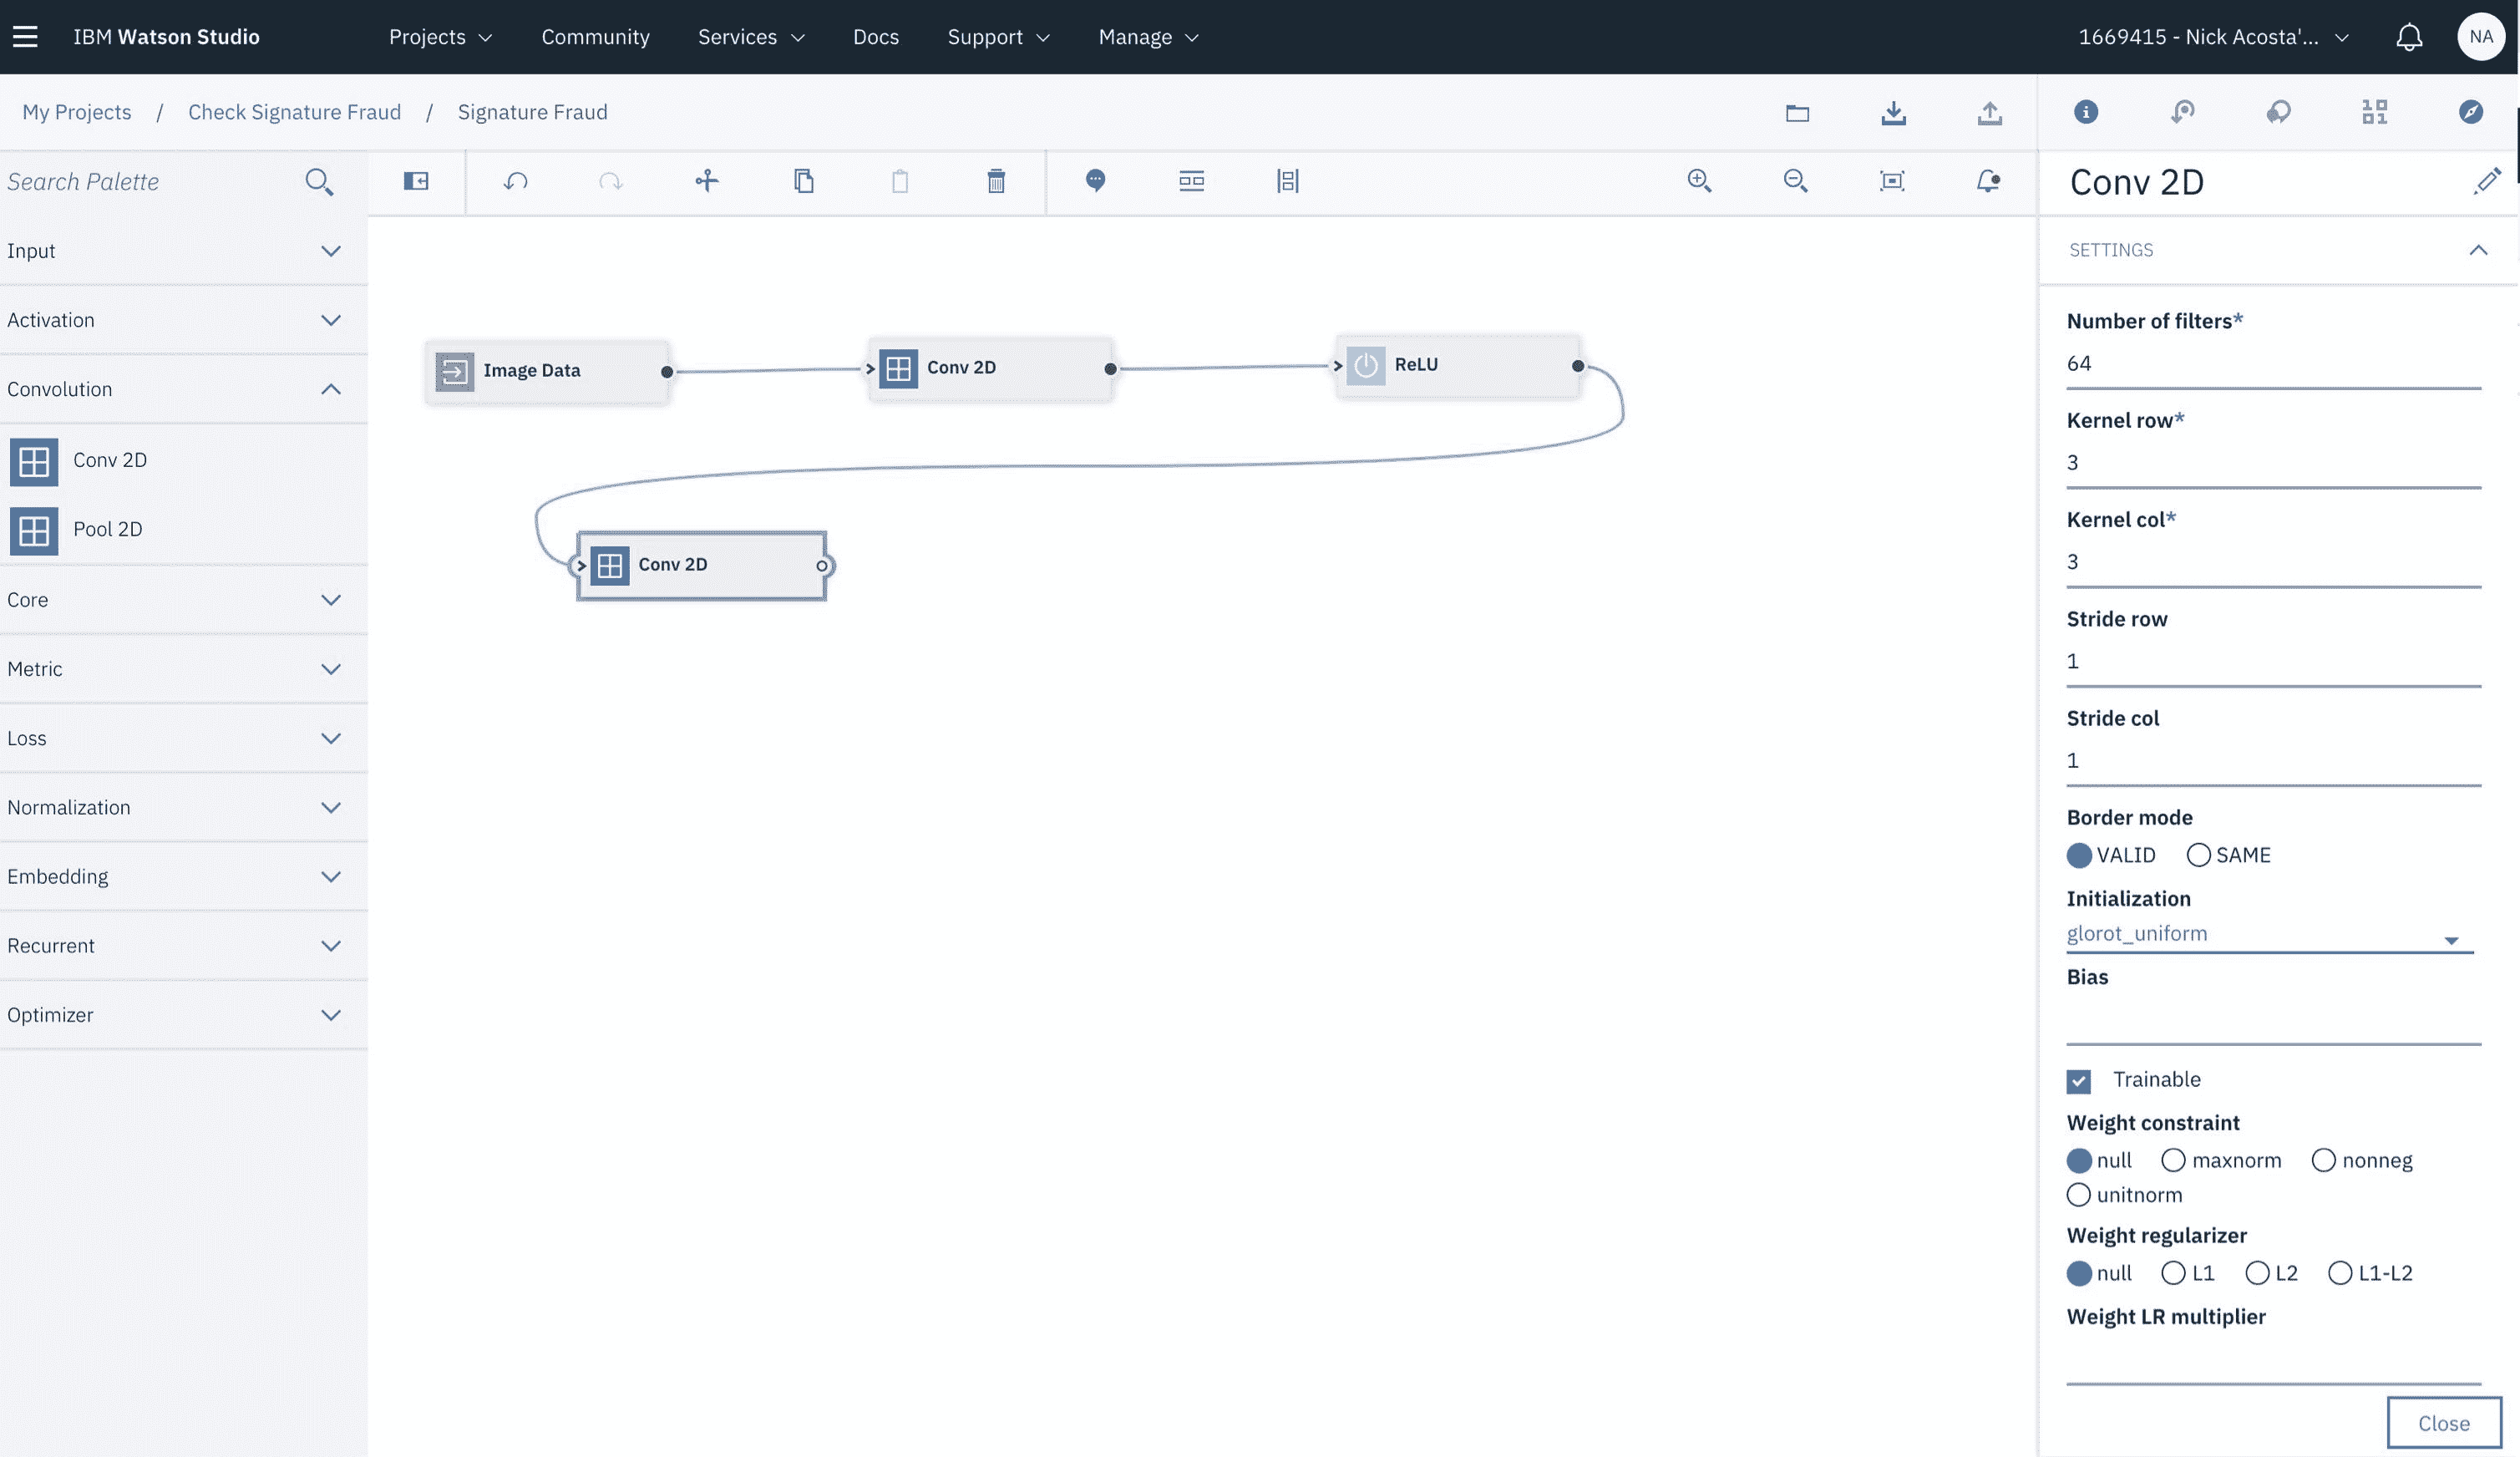 IBM Watson Studio Projects Community Services Docs Support Manage 1669415 - Nick Acosta'... NA
My Projects / Check Signature Fraud / Signature Fraud
Search Palette
Input
Activation
Convolution
Conv 2D
Pool 2D
Core
Metric
Loss
Normalization
Embedding
Recurrent
Optimizer
Image Data
Conv 2D
ReLU
Conv 2D
Conv 2D
SETTINGS
Number of filters*
64
Kernel row*
3
Kernel col*
3
Stride row
1
Stride col
1
Border mode
VALID SAME
Initialization
glorot_uniform
Bias
Trainable
Weight constraint
null maxnorm nonneg
unitnorm
Weight regularizer
null L1 L2 L1-L2
Weight LR multiplier
Close